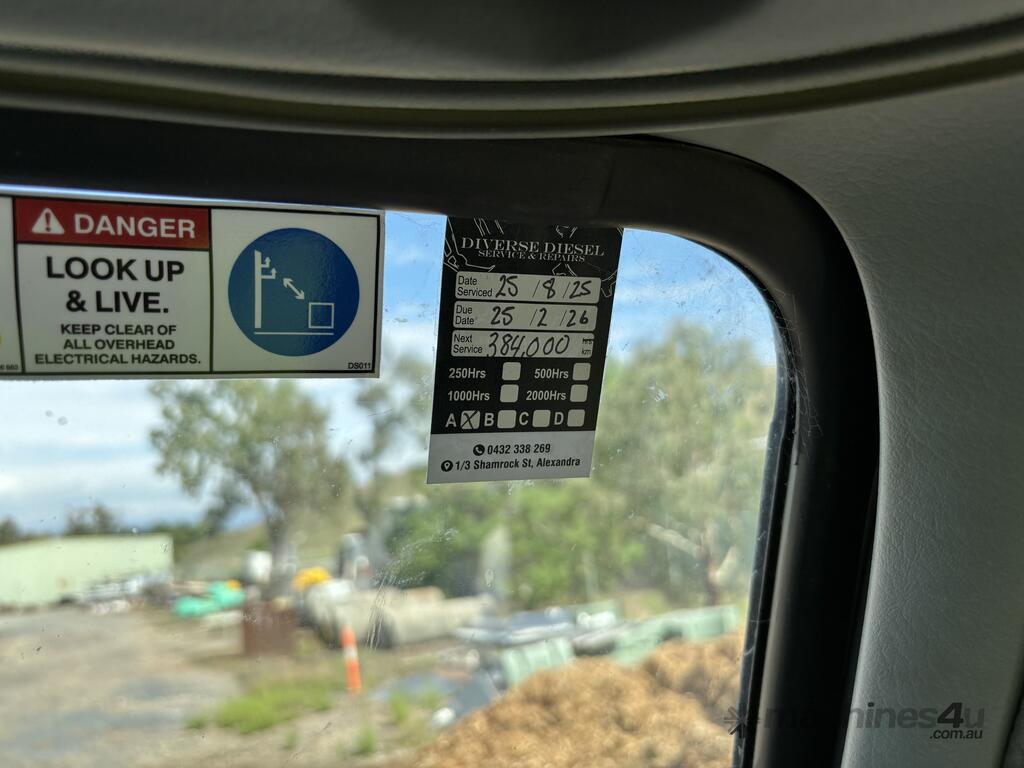 DANGER
LOOK UP
& LIVE.
KEEP CLEAR OF
ALL OVERHEAD
ELECTRICAL HAZARDS.
DS011
DIVERSE DIESEL
SERVICE & REPAIRS
Date Serviced 25 / 8 / 25
Due Date 25 / 2 / 26
Next Service 384,000 hrs km
250Hrs 500Hrs
1000Hrs 2000Hrs
A X B C D
0432 338 269
1/3 Shamrock St, Alexandra
machines4u
.com.au